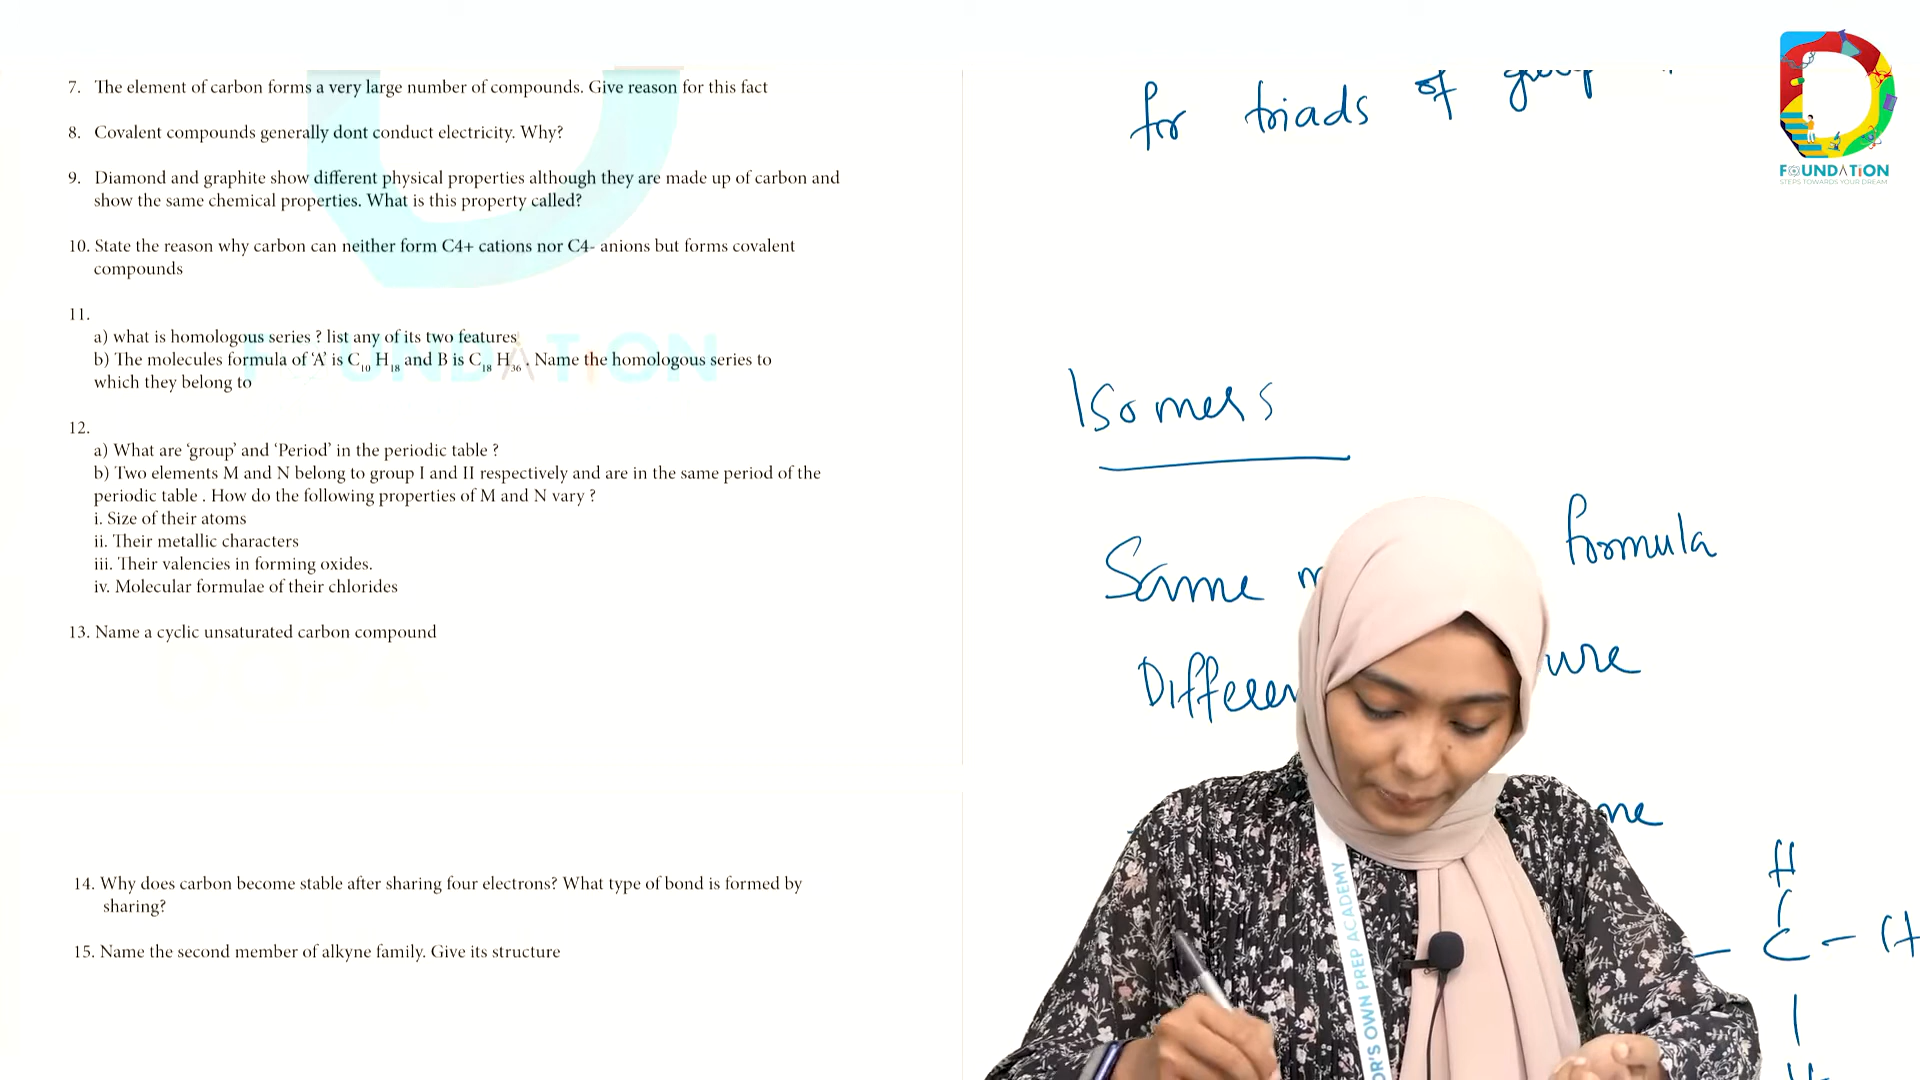 7. The element of carbon forms a very large number of compounds. Give reason for this fact
8. Covalent compounds generally dont conduct electricity. Why?
9. Diamond and graphite show different physical properties although they are made up of carbon and
show the same chemical properties. What is this property called?
10. State the reason why carbon can neither form C4+ cations nor C4- anions but forms covalent
compounds
11.
a) what is homologous series ? list any of its two features
b) The molecules formula of ‘A’ is C₁₀ H₁₈ and B is C₁₈ H₃₆ . Name the homologous series to
which they belong to
12.
a) What are ‘group’ and ‘Period’ in the periodic table ?
b) Two elements M and N belong to group I and II respectively and are in the same period of the
periodic table . How do the following properties of M and N vary ?
i. Size of their atoms
ii. Their metallic characters
iii. Their valencies in forming oxides.
iv. Molecular formulae of their chlorides
13. Name a cyclic unsaturated carbon compound
14. Why does carbon become stable after sharing four electrons? What type of bond is formed by
sharing?
15. Name the second member of alkyne family. Give its structure
for triads of
Isomers
Same formula
H
C
FOUNDATiON
STEPS TOWARDS YOUR DREAM
FOUNDATiON
OR'S OWN PREP ACADEMY